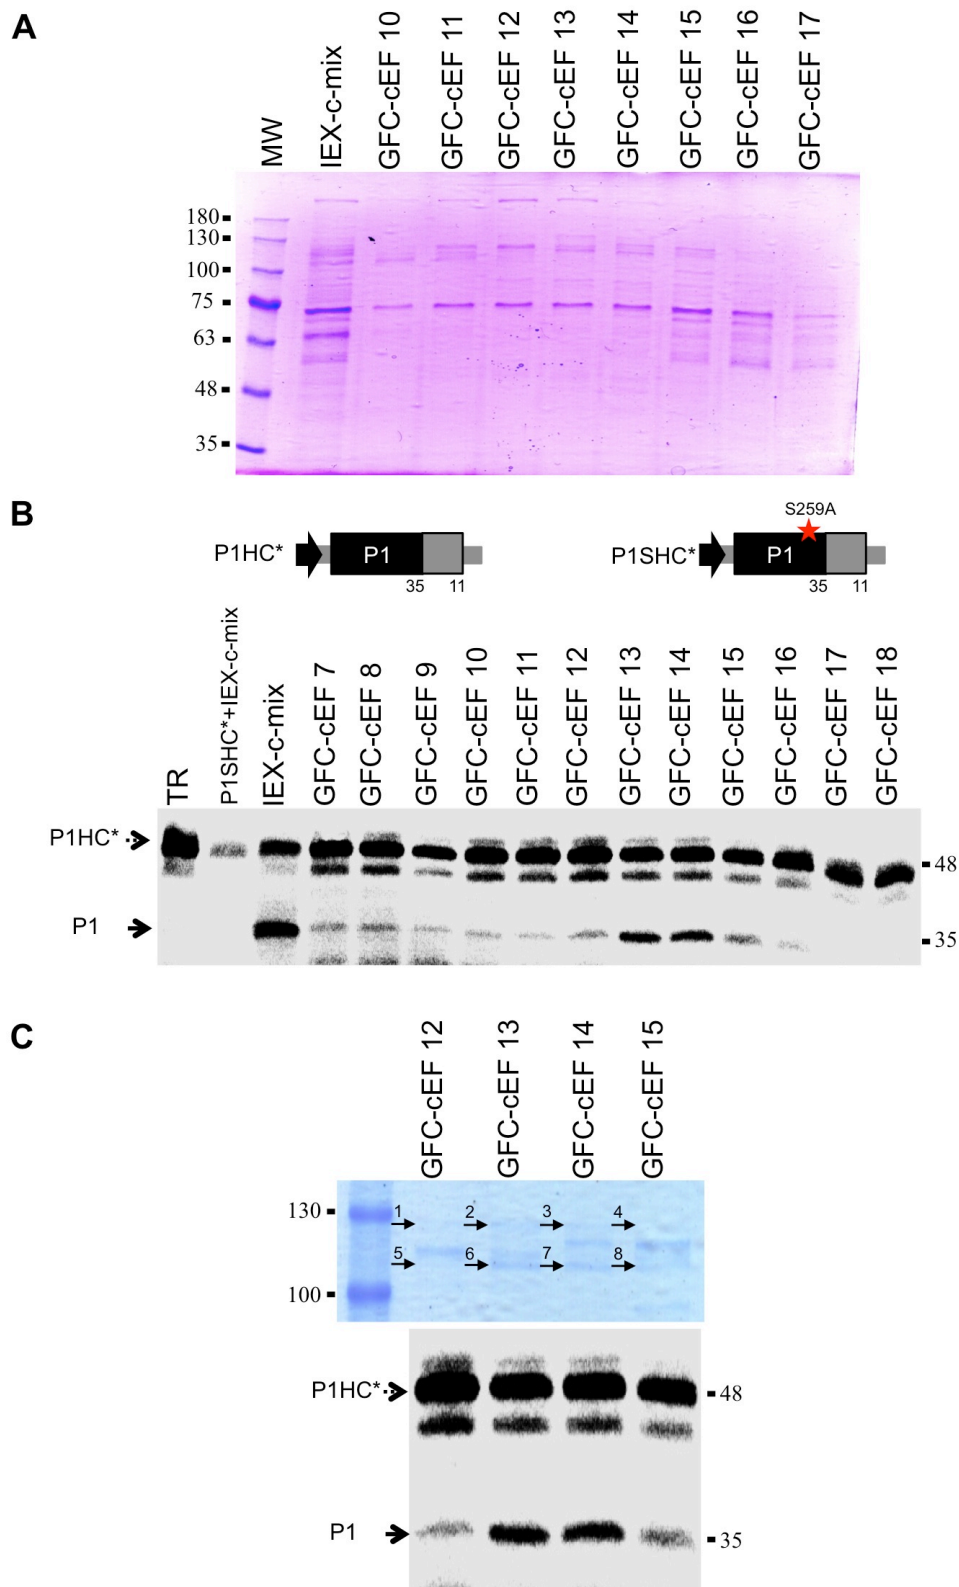 A
MW
IEX-c-mix
GFC-cEF 10
GFC-cEF 11
GFC-cEF 12
GFC-cEF 13
GFC-cEF 14
GFC-cEF 15
GFC-cEF 16
GFC-cEF 17
180
130
100
75
63
48
35
B
P1HC*
P1
35
11
P1SHC*
S259A
P1
35
11
TR
P1SHC*+IEX-c-mix
IEX-c-mix
GFC-cEF 7
GFC-cEF 8
GFC-cEF 9
GFC-cEF 10
GFC-cEF 11
GFC-cEF 12
GFC-cEF 13
GFC-cEF 14
GFC-cEF 15
GFC-cEF 16
GFC-cEF 17
GFC-cEF 18
P1HC*
48
P1
35
C
GFC-cEF 12
GFC-cEF 13
GFC-cEF 14
GFC-cEF 15
130
1
2
3
4
5
6
7
8
100
P1HC*
48
P1
35